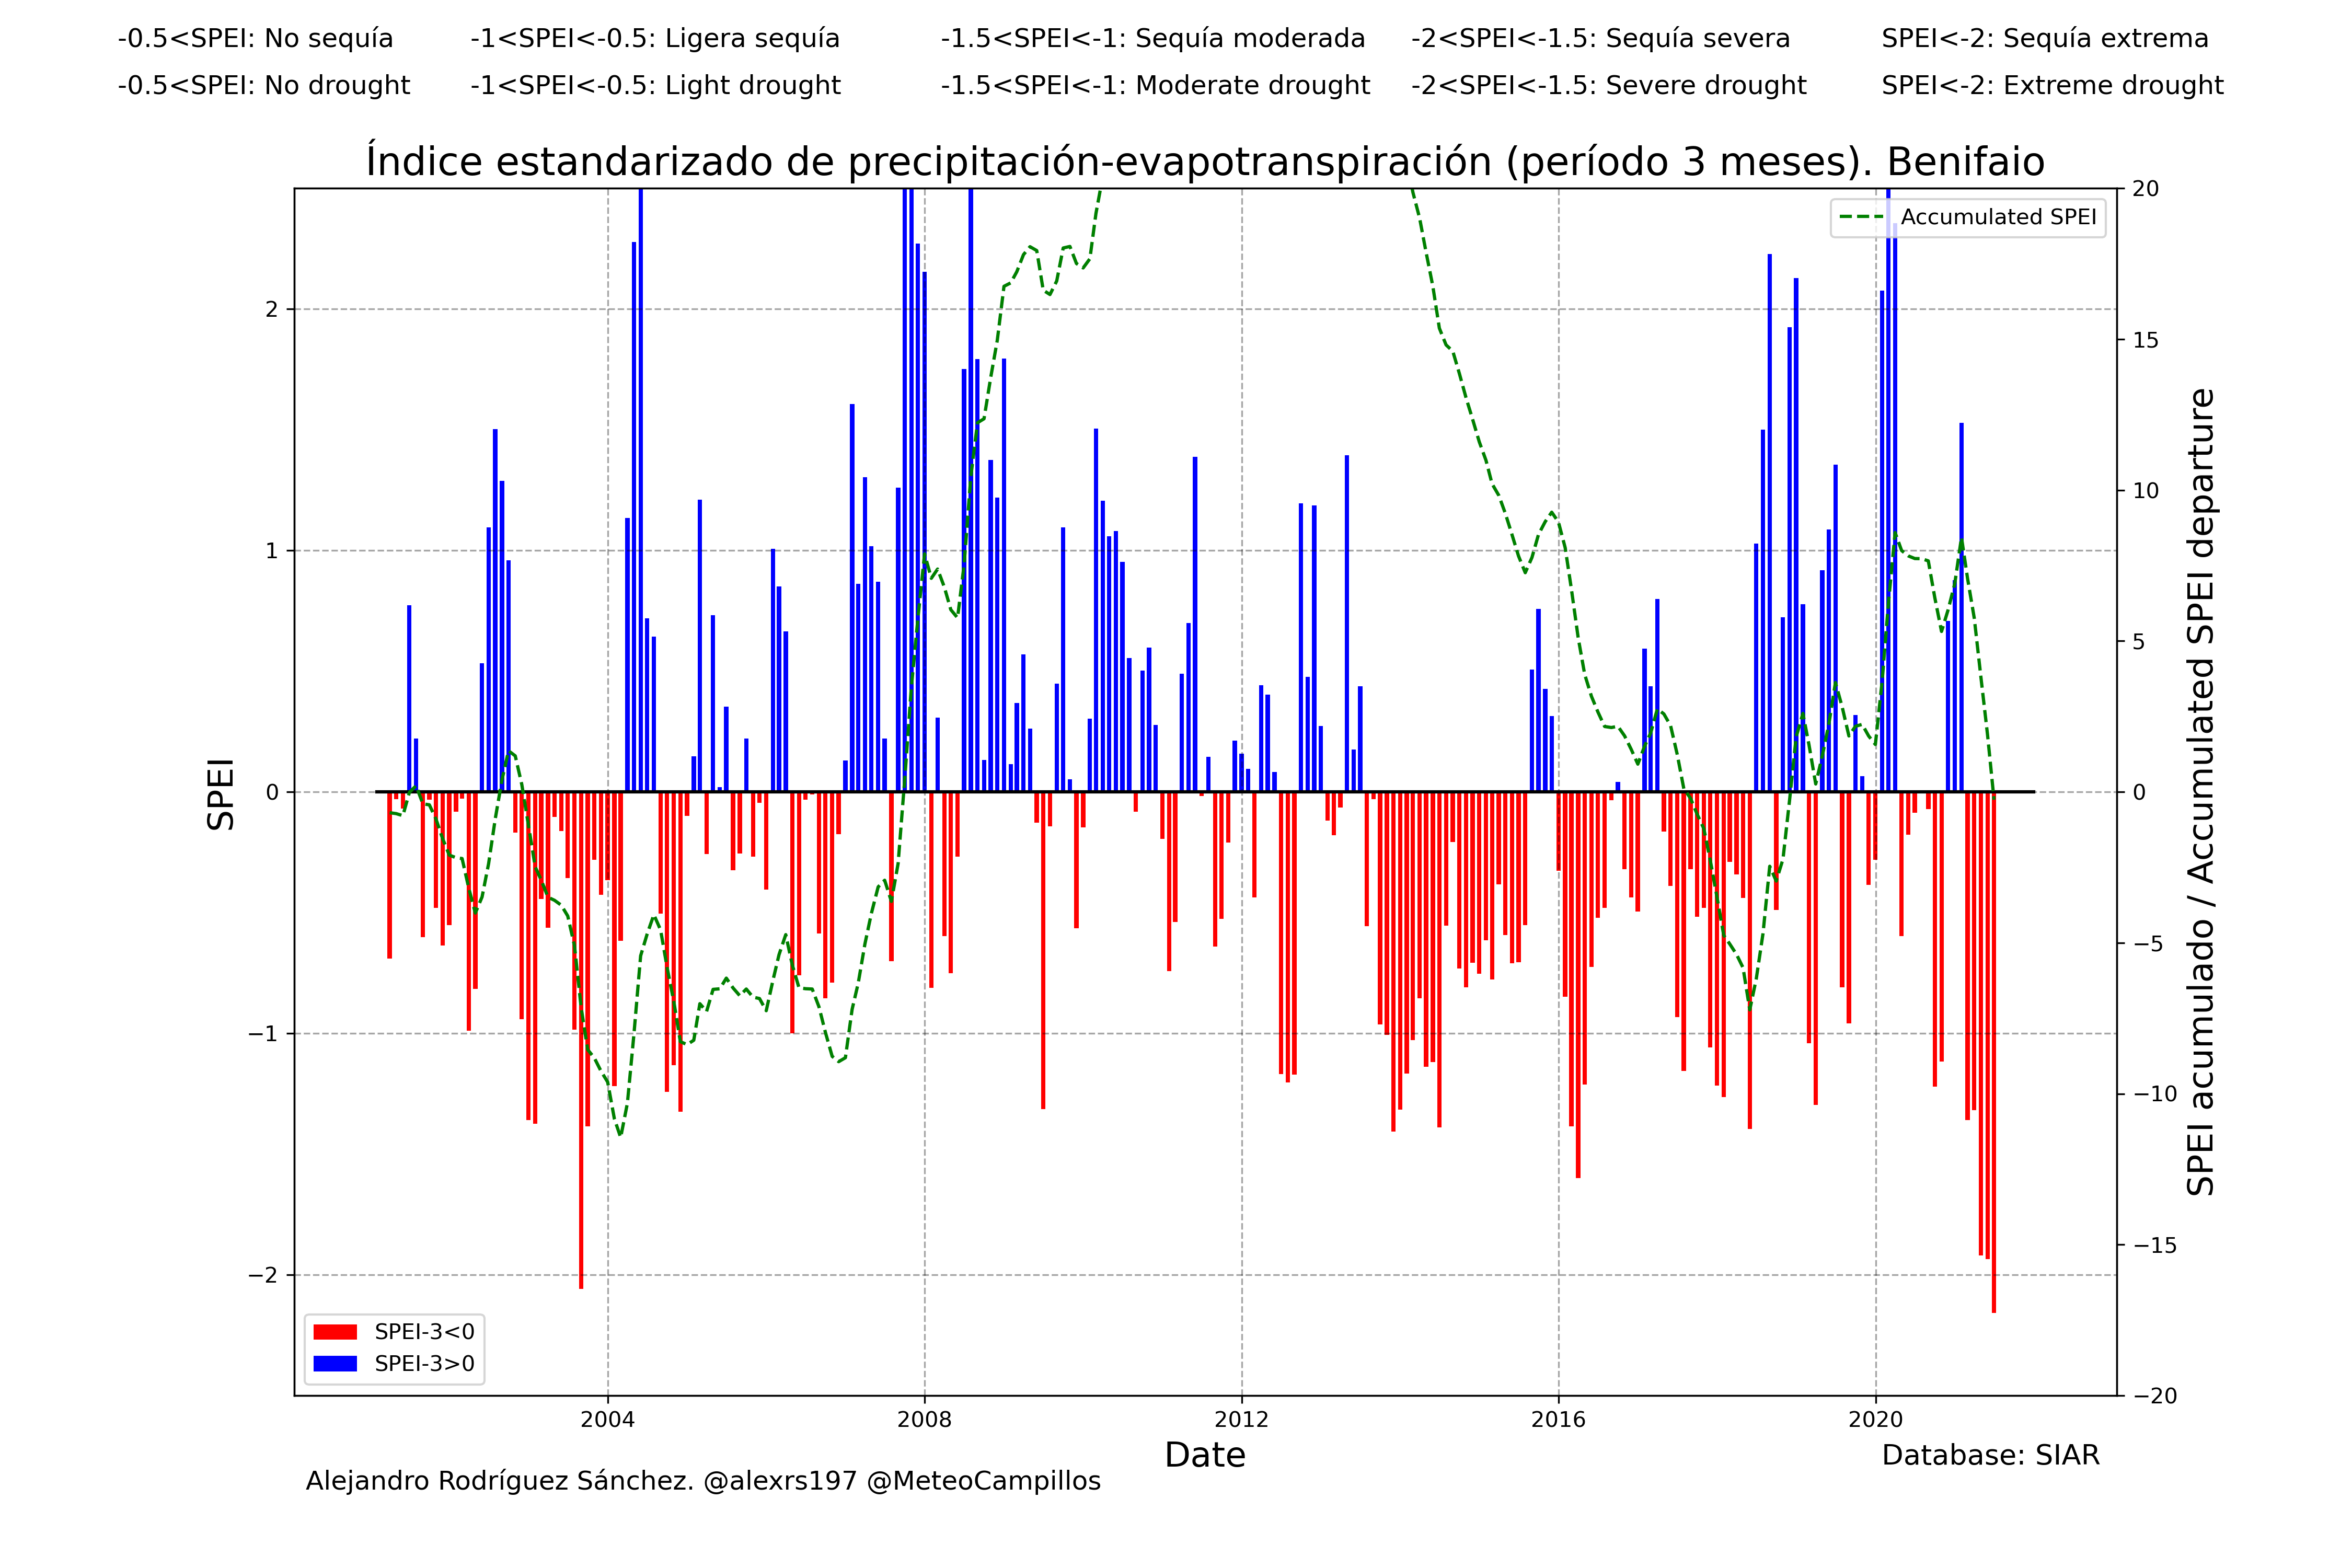 -0.5<SPEI: No sequía
-1<SPEI<-0.5: Ligera sequía
-1.5<SPEI<-1: Sequía moderada
-2<SPEI<-1.5: Sequía severa
SPEI<-2: Sequía extrema
-0.5<SPEI: No drought
-1<SPEI<-0.5: Light drought
-1.5<SPEI<-1: Moderate drought
-2<SPEI<-1.5: Severe drought
SPEI<-2: Extreme drought
Índice estandarizado de precipitación-evapotranspiración (período 3 meses). Benifaio
Accumulated SPEI
SPEI
2
1
0
−1
−2
20
15
10
5
0
−5
−10
−15
−20
SPEI acumulado / Accumulated SPEI departure
SPEI-3<0
SPEI-3>0
2004
2008
2012
2016
2020
Date
Database: SIAR
Alejandro Rodríguez Sánchez. @alexrs197 @MeteoCampillos